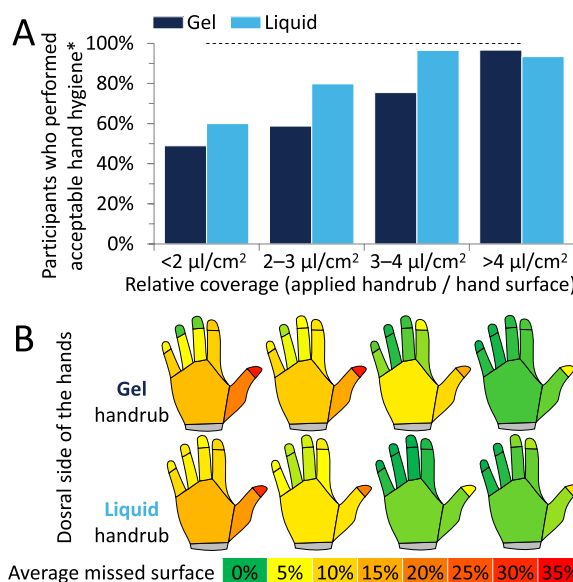 A
Gel Liquid
Participants who performed
acceptable hand hygiene*
100%
80%
60%
40%
20%
0%
<2 µl/cm² 2–3 µl/cm² 3–4 µl/cm² >4 µl/cm²
Relative coverage (applied handrub / hand surface)
B
Dosral side of the hands
Gel
handrub
Liquid
handrub
Average missed surface 0% 5% 10% 15% 20% 25% 30% 35%